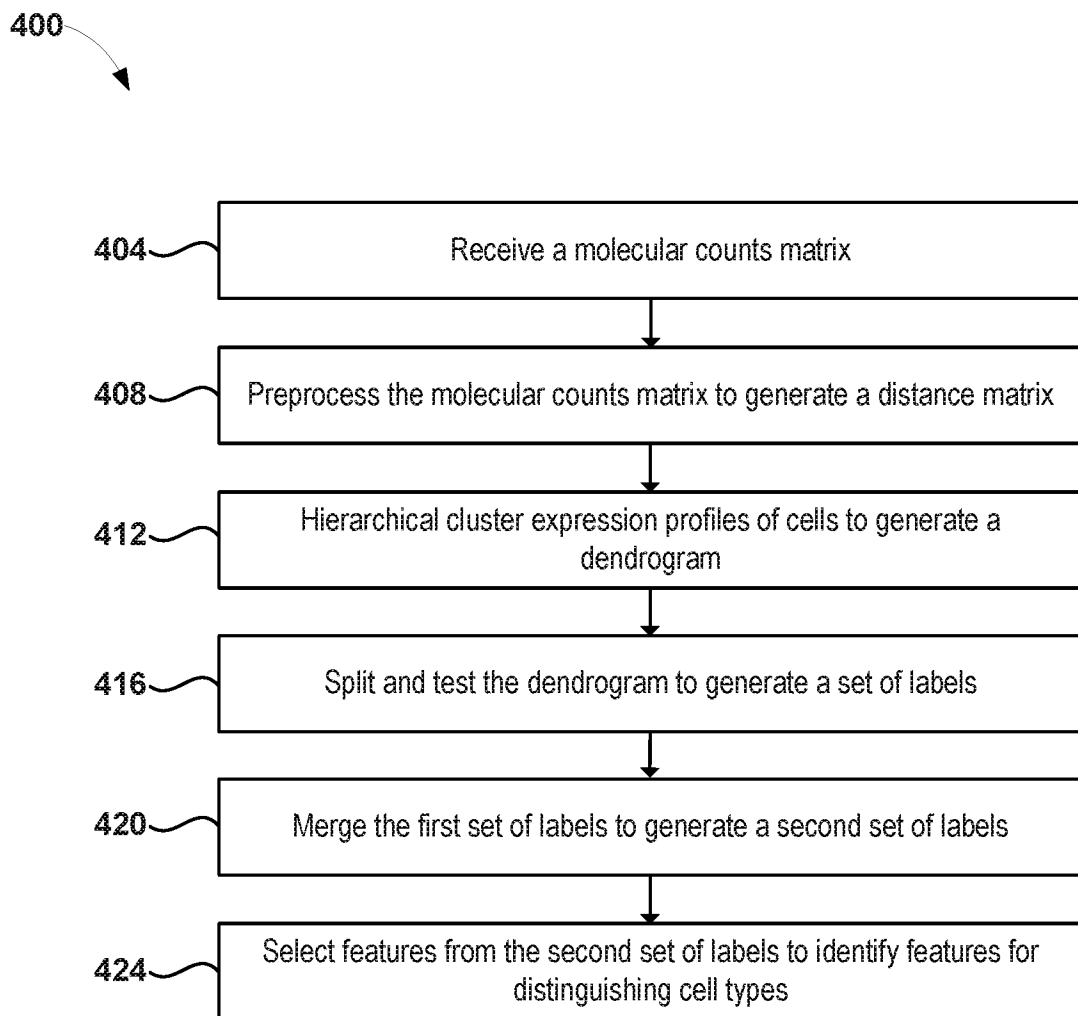 400
404
Receive a molecular counts matrix
408
Preprocess the molecular counts matrix to generate a distance matrix
412
Hierarchical cluster expression profiles of cells to generate a
dendrogram
416
Split and test the dendrogram to generate a set of labels
420
Merge the first set of labels to generate a second set of labels
424
Select features from the second set of labels to identify features for
distinguishing cell types